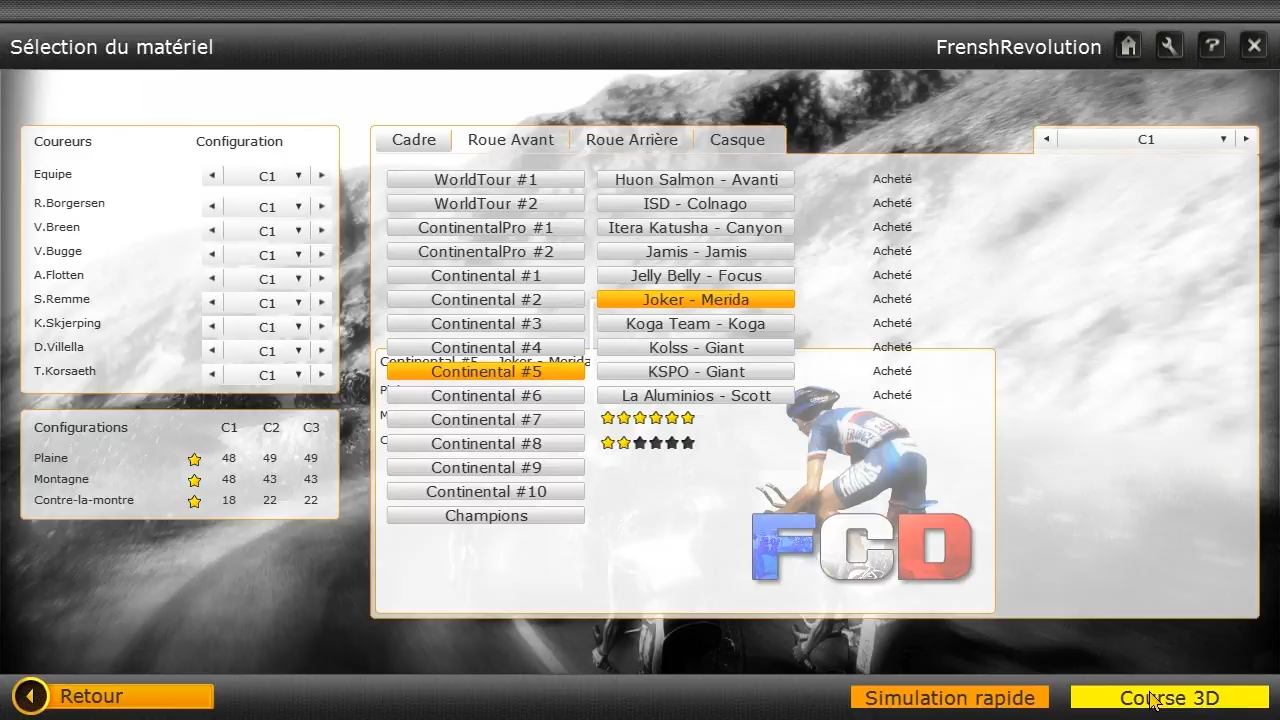 Sélection du matériel
FrenshRevolution
Coureurs Configuration
Equipe C1
R.Borgersen C1
V.Breen C1
V.Bugge C1
A.Flotten C1
S.Remme C1
K.Skjerping C1
D.Villella C1
T.Korsaeth C1
Configurations C1 C2 C3
Plaine 48 49 49
Montagne 48 43 43
Contre-la-montre 18 22 22
Cadre Roue Avant Roue Arrière Casque
C1
WorldTour #1 Huon Salmon - Avanti Acheté
WorldTour #2 ISD - Colnago Acheté
ContinentalPro #1 Itera Katusha - Canyon Acheté
ContinentalPro #2 Jamis - Jamis Acheté
Continental #1 Jelly Belly - Focus Acheté
Continental #2 Joker - Merida Acheté
Continental #3 Koga Team - Koga Acheté
Continental #4 Kolss - Giant Acheté
Continental #5 - Joker - Merida
Continental #5 KSPO - Giant Acheté
Continental #6 La Aluminios - Scott Acheté
Continental #7
Continental #8
Continental #9
Continental #10
Champions
FRANCE
FCD
Retour
Simulation rapide
Course 3D